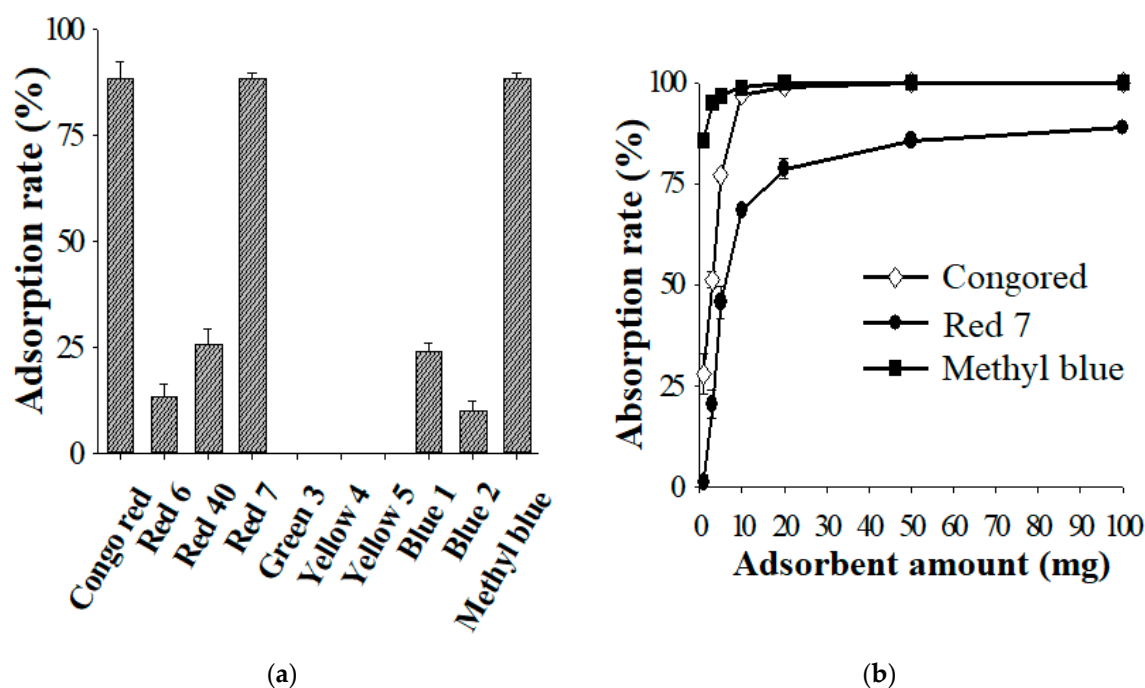 Adsorption rate (%)
100
75
50
25
0
Congo red
Red 6
Red 40
Red 7
Green 3
Yellow 4
Yellow 5
Blue 1
Blue 2
Methyl blue
(a)
Absorption rate (%)
100
75
50
25
0
Congored
Red 7
Methyl blue
0 10 20 30 40 50 60 70 80 90 100
Adsorbent amount (mg)
(b)